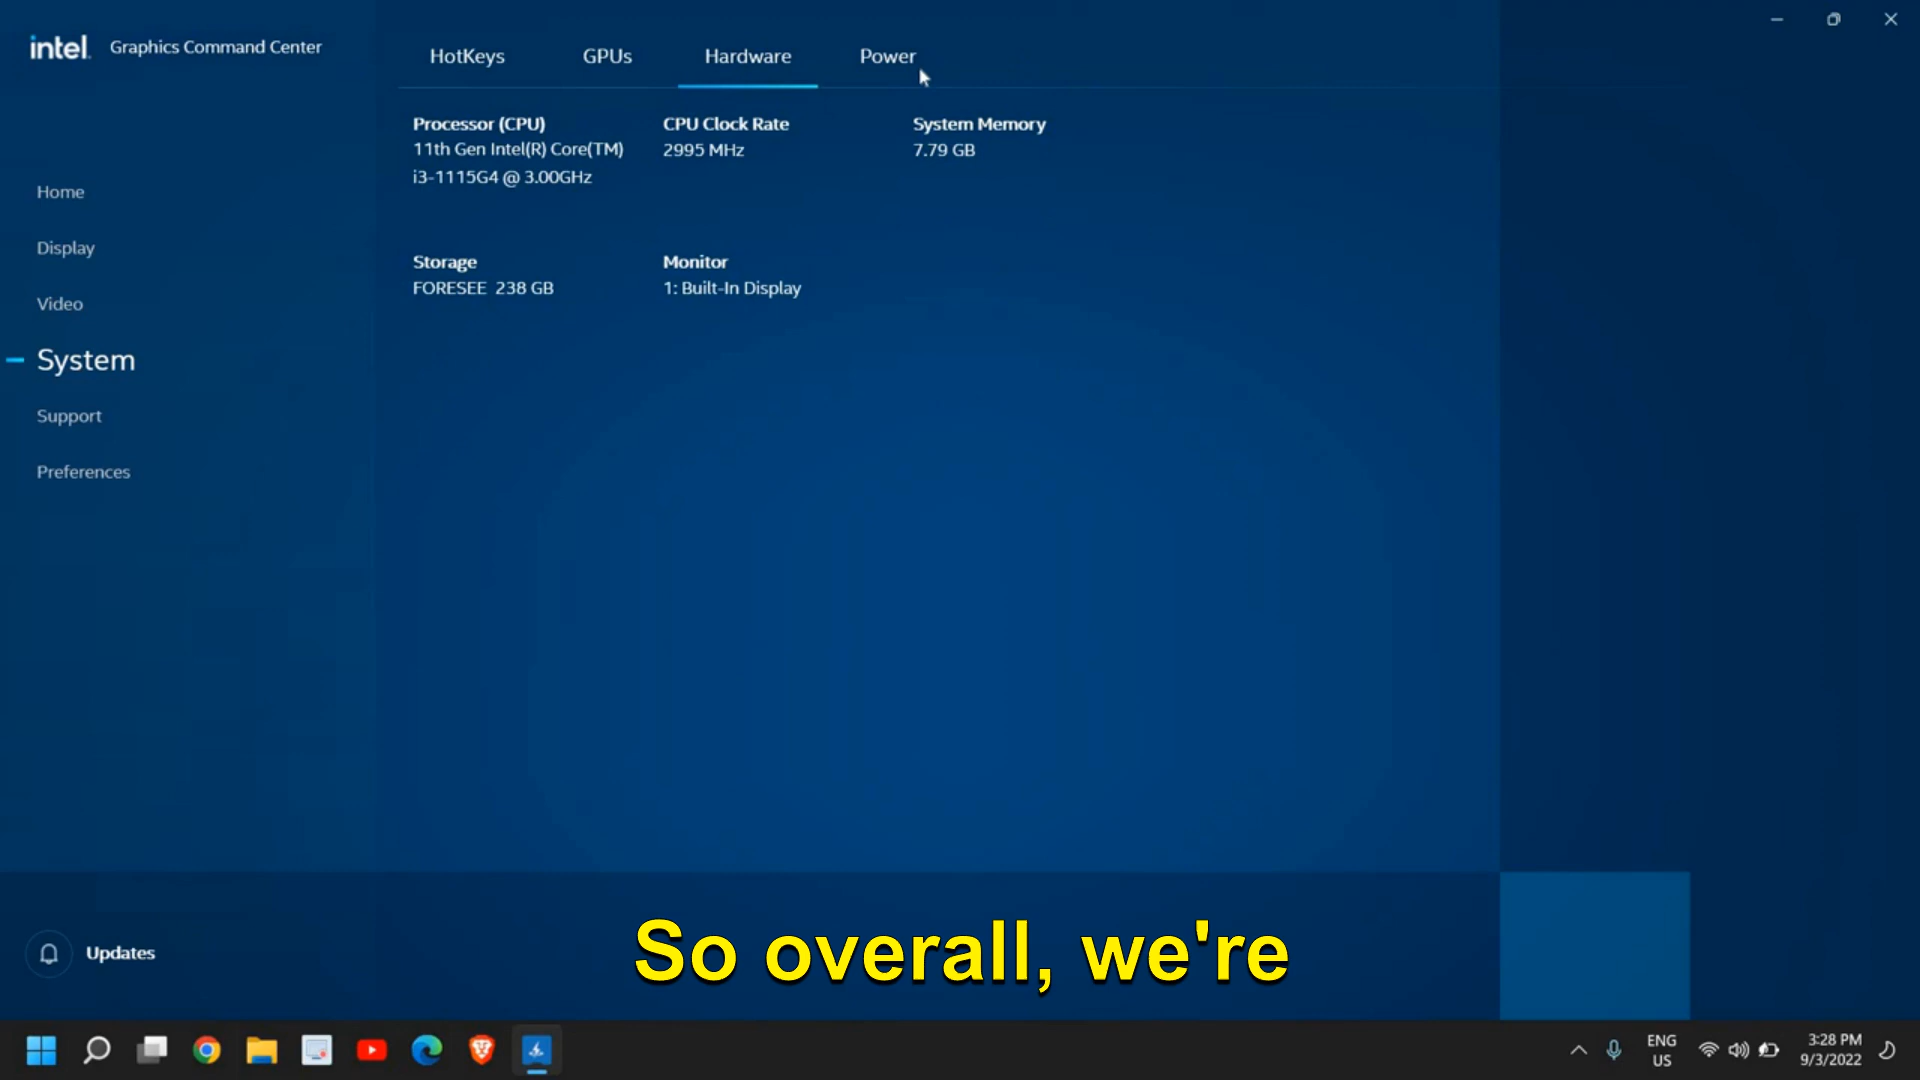 intel. Graphics Command Center
HotKeys GPUs Hardware Power
Processor (CPU) CPU Clock Rate System Memory
11th Gen Intel(R) Core(TM) 2995 MHz 7.79 GB
i3-1115G4 @ 3.00GHz
Home
Display
Storage Monitor
FORESEE 238 GB 1: Built-In Display
Video
System
Support
Preferences
Updates
So overall, we're
ENG 3:28 PM
US 9/3/2022